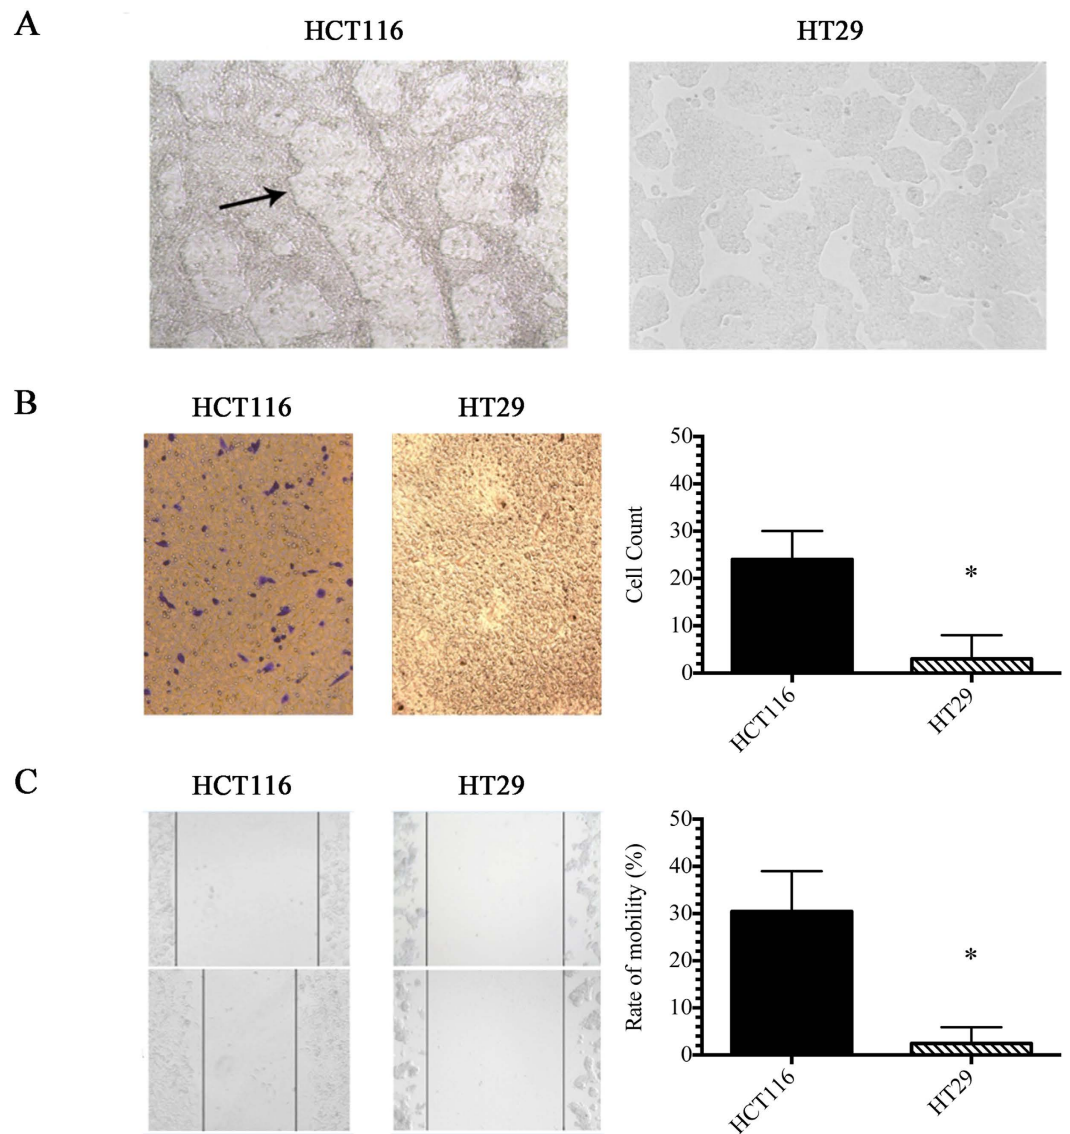 A
HCT116
HT29
B
HCT116
HT29
50
40
30
20
10
0
Cell Count
*
HCT116
HT29
C
HCT116
HT29
50
40
30
20
10
0
Rate of mobility (%)
*
HCT116
HT29